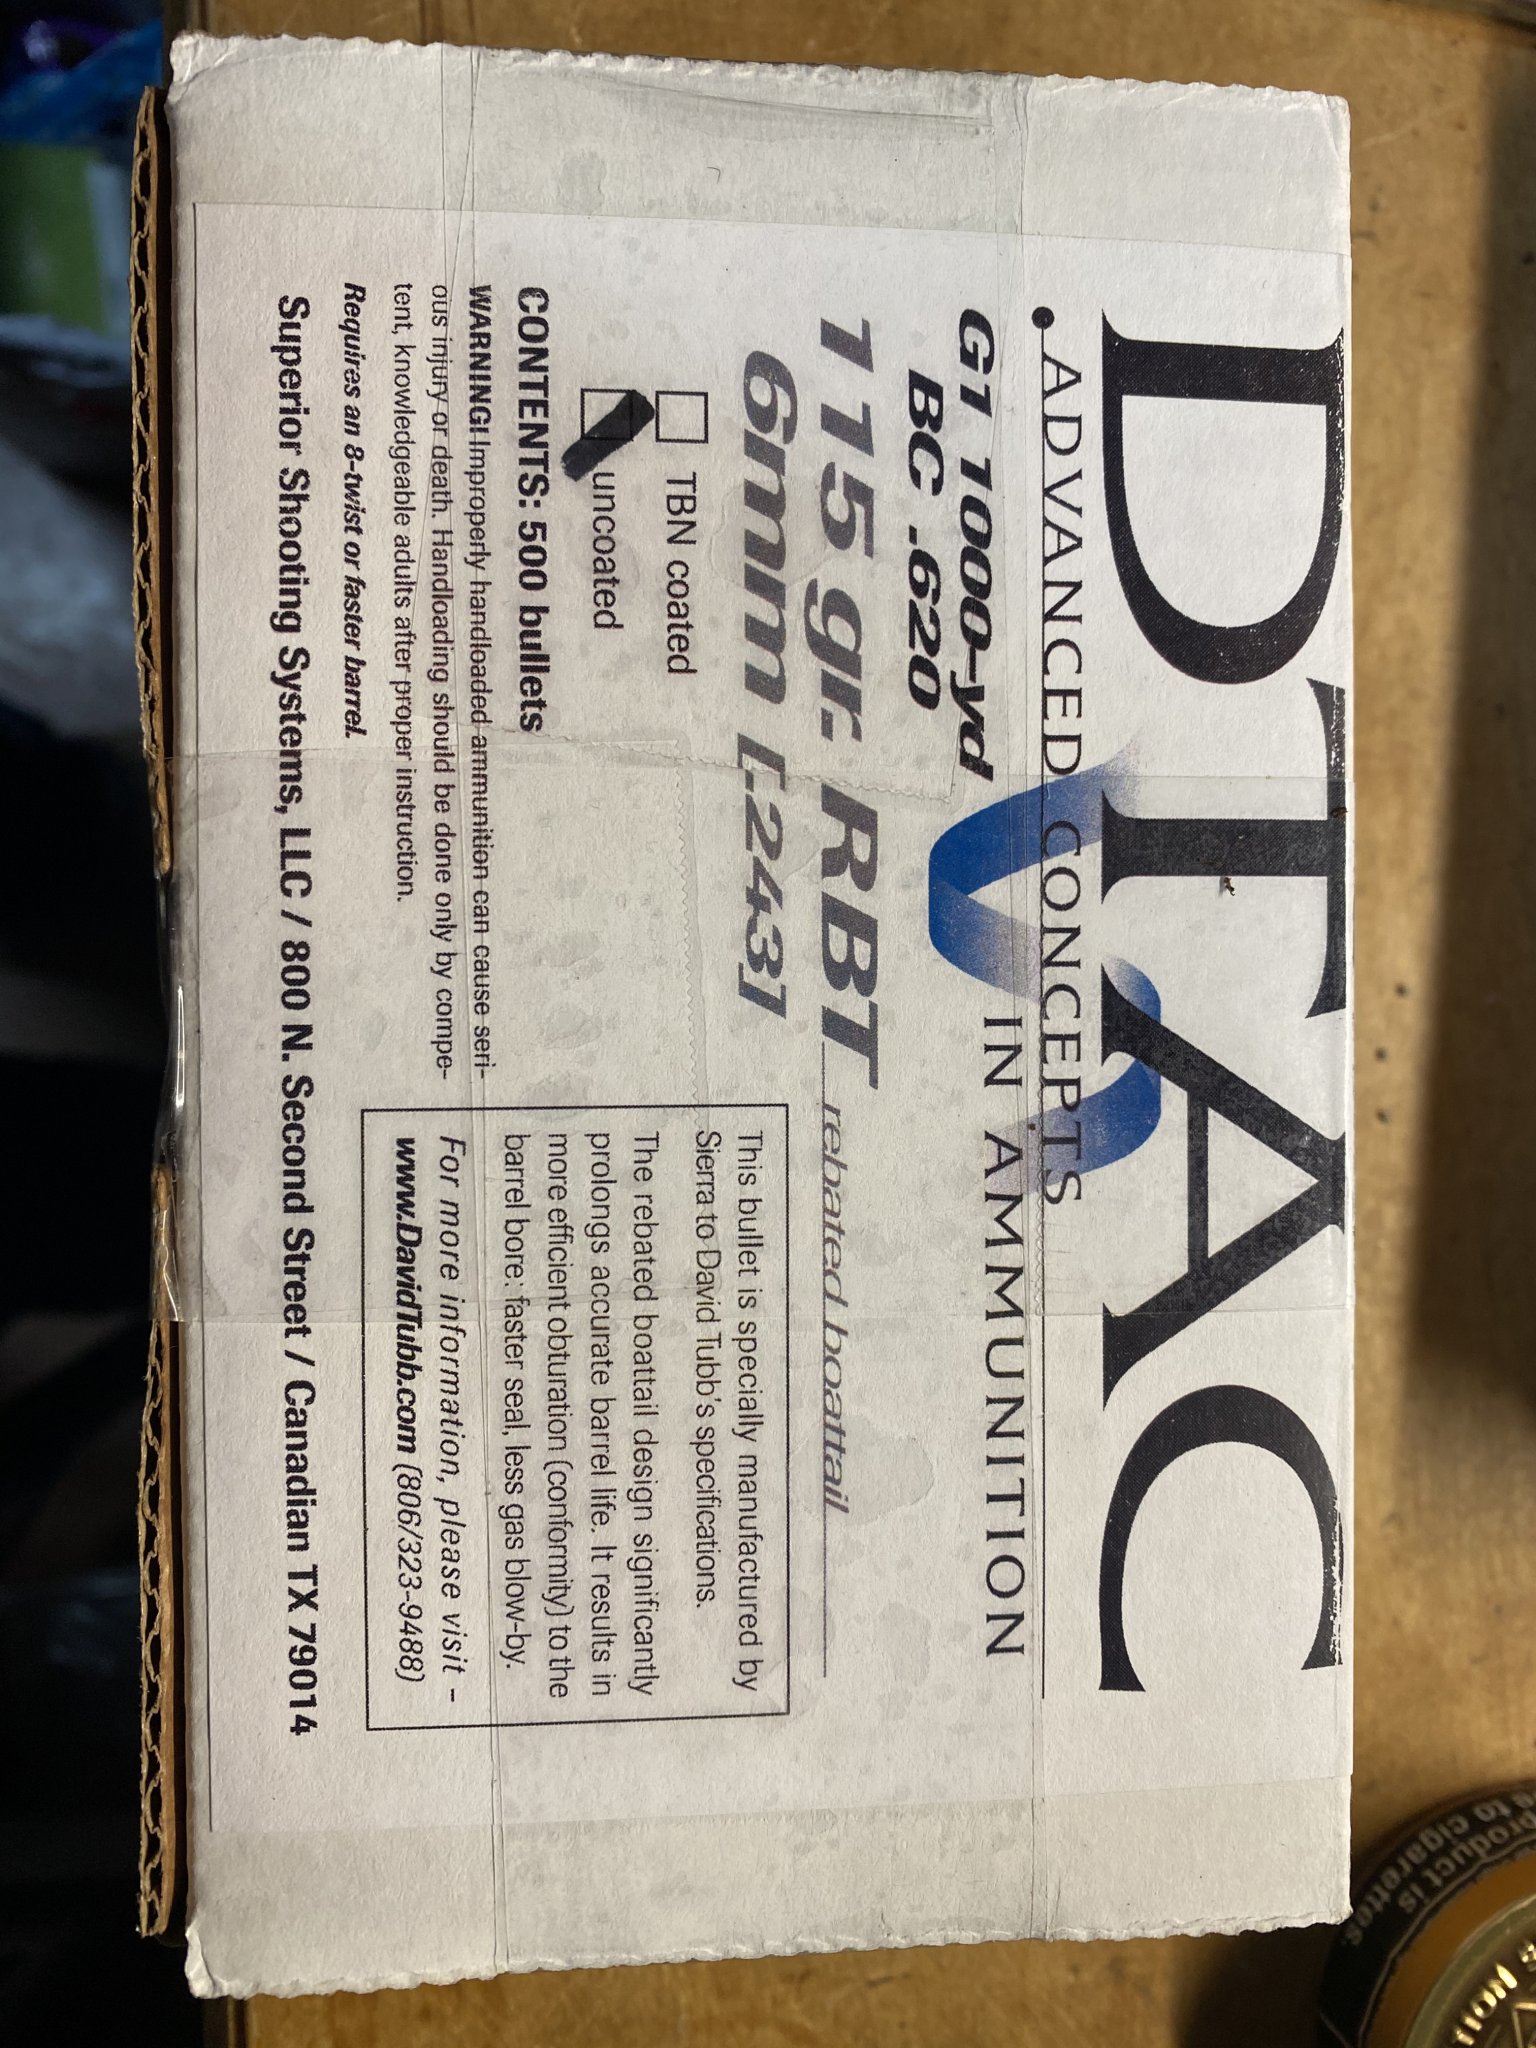 DTAC
ADVANCED CONCEPTS
IN AMMUNITION
G1 1000-yd
BC .620
115 gr. RBT rebated boattail
6mm [.243]
TBN coated
uncoated
CONTENTS: 500 bullets
WARNING! Improperly handloaded ammunition can cause seri-
ous injury or death. Handloading should be done only by compe-
tent, knowledgeable adults after proper instruction.
Requires an 8-twist or faster barrel.
This bullet is specially manufactured by
Sierra to David Tubb's specifications.
The rebated boattail design significantly
prolongs accurate barrel life. It results in
more efficient obturation (conformity) to the
barrel bore: faster seal, less gas blow-by.
For more information, please visit -
www.DavidTubb.com (806/323-9488)
Superior Shooting Systems, LLC / 800 N. Second Street / Canadian TX 79014
product is
to cigarettes